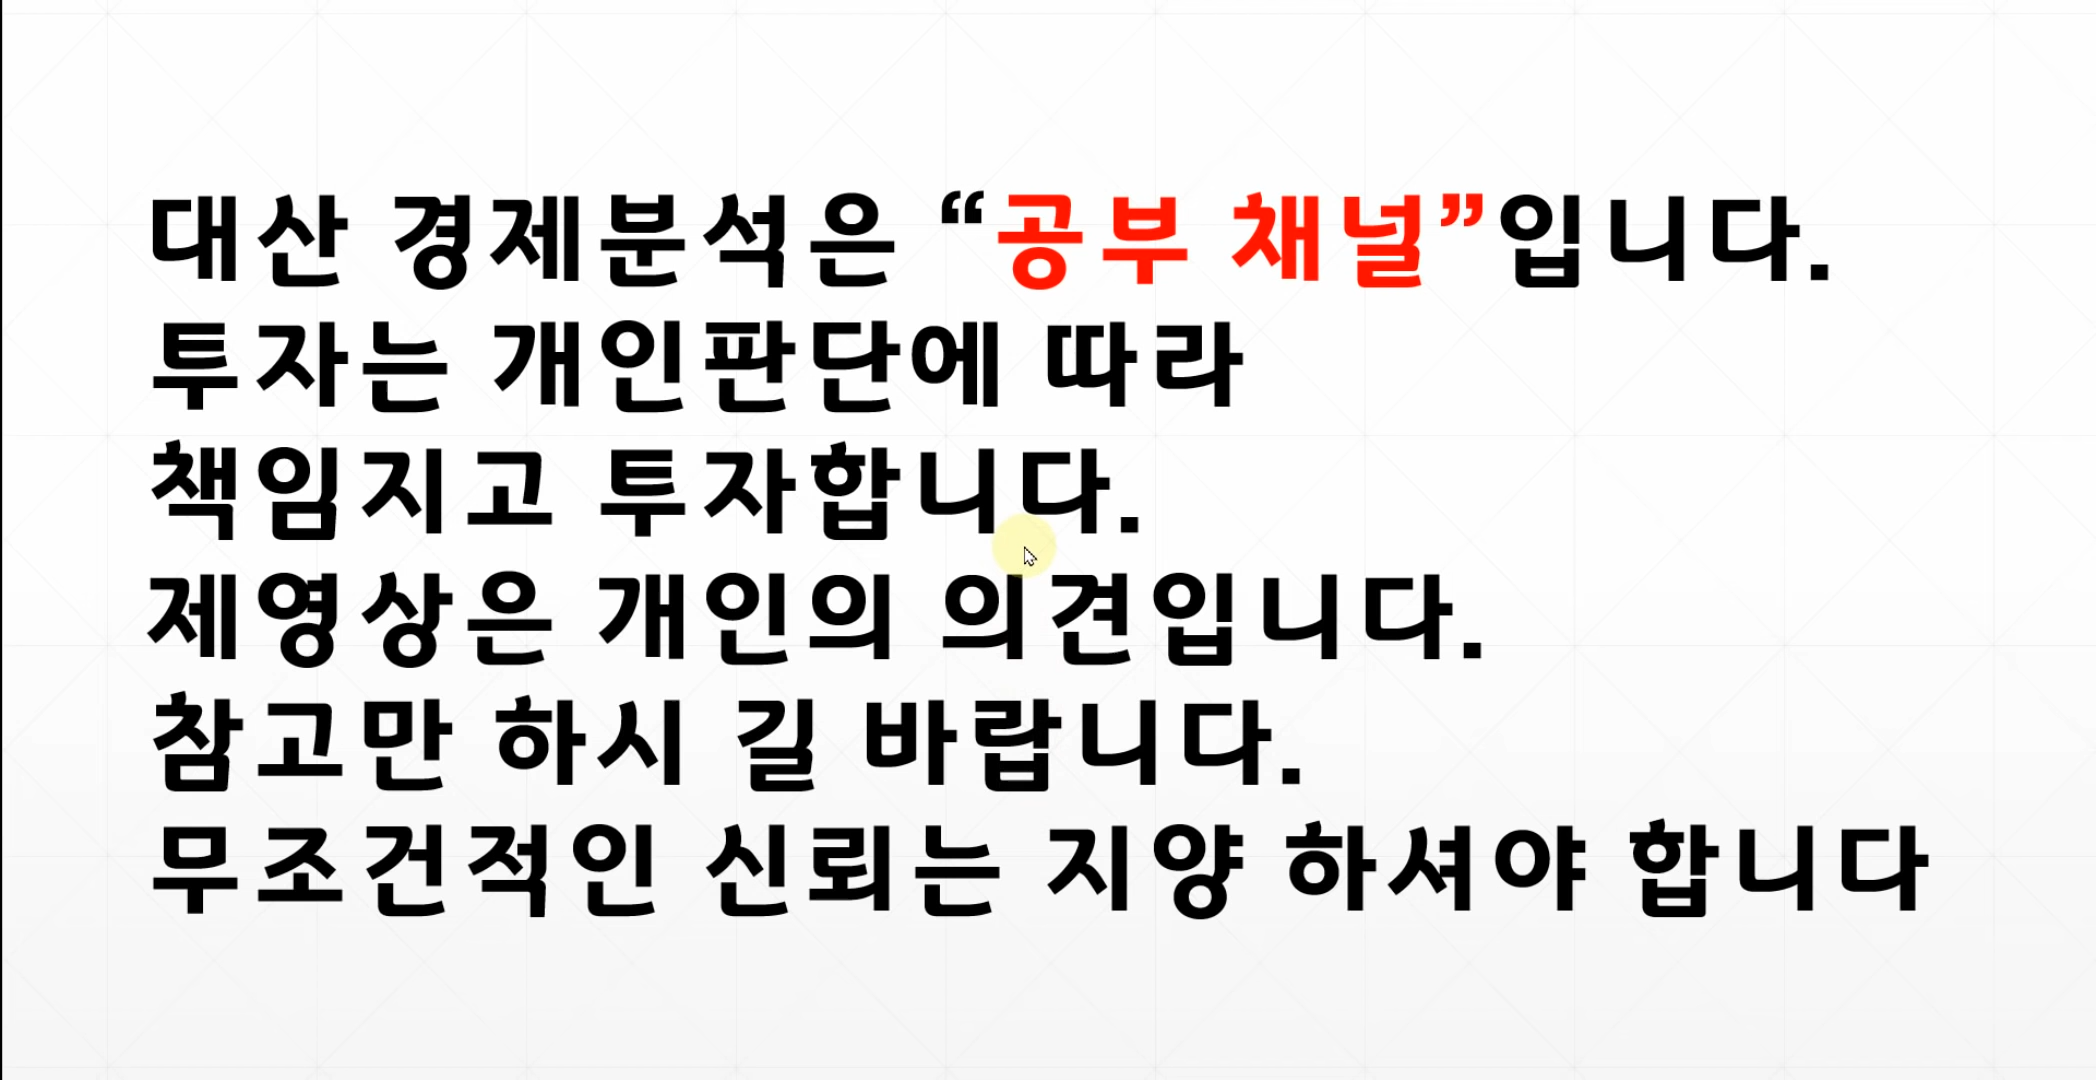 대산 경제분석은 “공부 채널”입니다.
투자는 개인판단에 따라
책임지고 투자합니다.
제영상은 개인의 의견입니다.
참고만 하시 길 바랍니다.
무조건적인 신뢰는 지양 하셔야 합니다